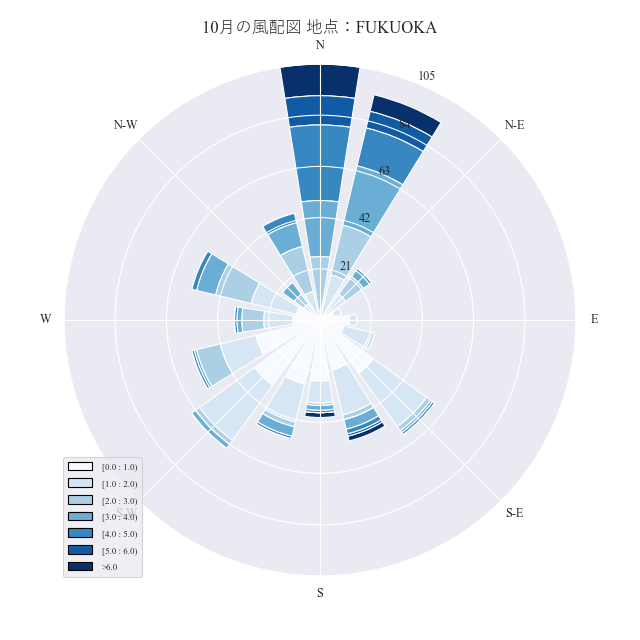 10月の風配図 地点：FUKUOKA
N
105
N-W
N-E
84
63
42
21
W
E
[0.0 : 1.0)
[1.0 : 2.0)
[2.0 : 3.0)
[3.0 : 4.0)
[4.0 : 5.0)
[5.0 : 6.0)
>6.0
S-W
S-E
S